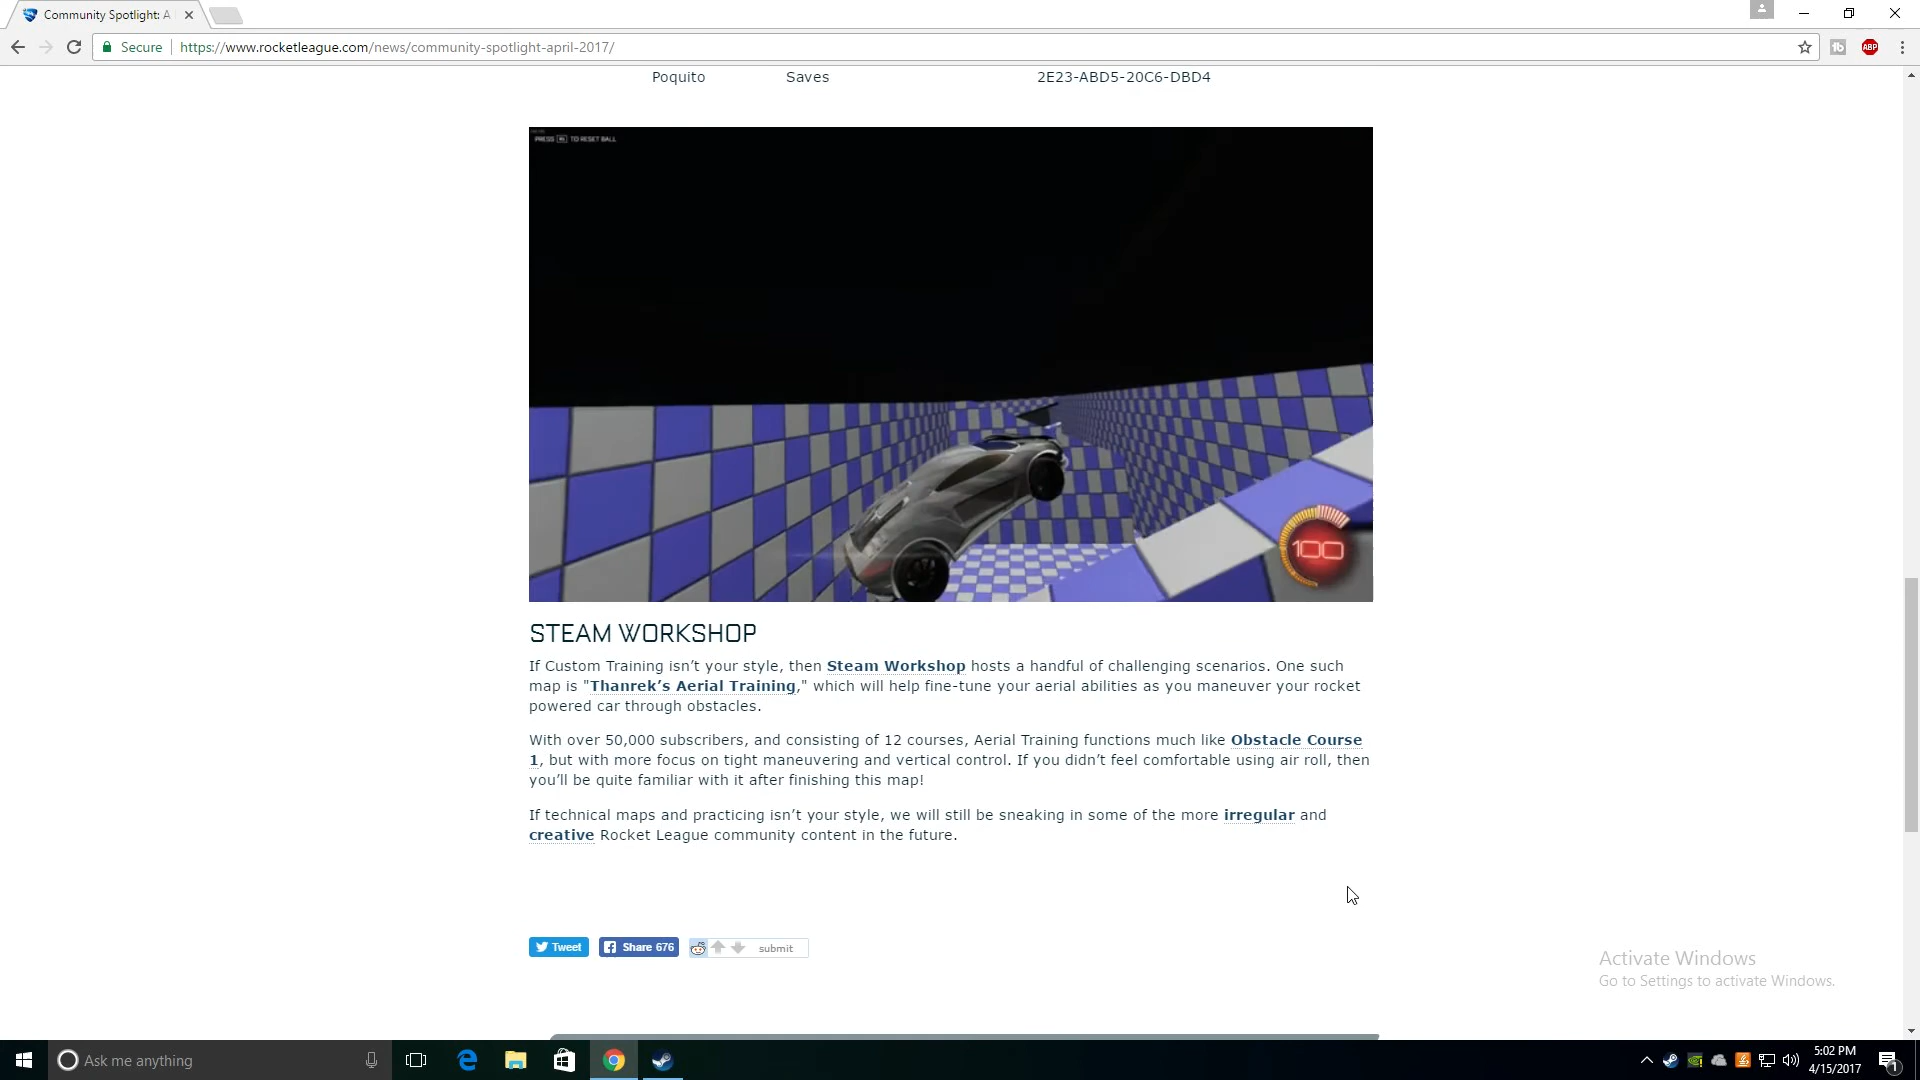 Community Spotlight: A
Secure
https://www.rocketleague.com/news/community-spotlight-april-2017/
ABP
Poquito Saves 2E23-ABD5-20C6-DBD4
PRESS TO RESET BALL
100
STEAM WORKSHOP
If Custom Training isn’t your style, then Steam Workshop hosts a handful of challenging scenarios. One such
map is "Thanrek’s Aerial Training," which will help fine-tune your aerial abilities as you maneuver your rocket
powered car through obstacles.
With over 50,000 subscribers, and consisting of 12 courses, Aerial Training functions much like Obstacle Course
1, but with more focus on tight maneuvering and vertical control. If you didn’t feel comfortable using air roll, then
you’ll be quite familiar with it after finishing this map!
If technical maps and practicing isn’t your style, we will still be sneaking in some of the more irregular and
creative Rocket League community content in the future.
Tweet Share 676 submit
Activate Windows
Go to Settings to activate Windows.
Ask me anything
5:02 PM
4/15/2017
1